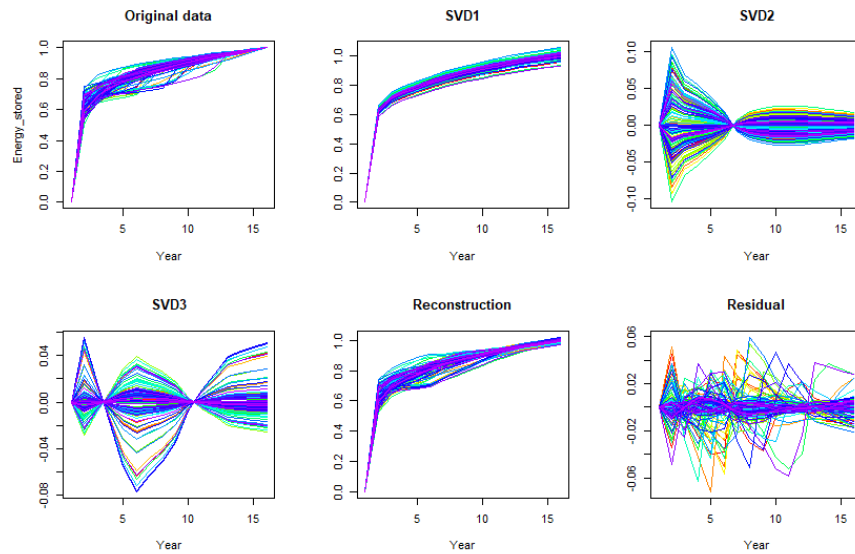 Original data
SVD1
SVD2
Energy_stored
0.0 0.2 0.4 0.6 0.8 1.0
0.0 0.2 0.4 0.6 0.8 1.0
-0.10 -0.05 0.00 0.05 0.10
5 10 15
5 10 15
5 10 15
Year
Year
Year
SVD3
Reconstruction
Residual
-0.08 -0.04 0.00 0.04
0.0 0.2 0.4 0.6 0.8 1.0
-0.06 -0.02 0.02 0.06
5 10 15
5 10 15
5 10 15
Year
Year
Year